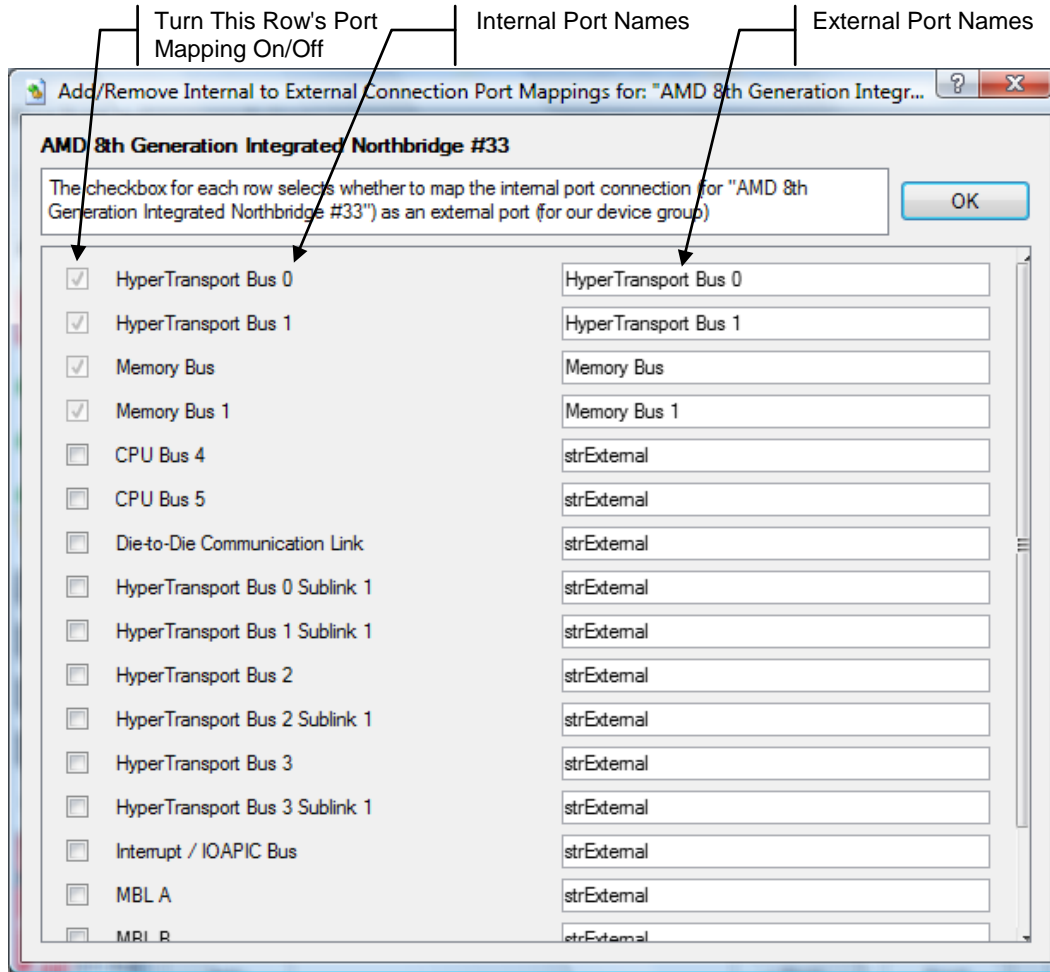 Turn This Row's Port
Mapping On/Off
Internal Port Names
External Port Names
Add/Remove Internal to External Connection Port Mappings for: "AMD 8th Generation Integr...
AMD 8th Generation Integrated Northbridge #33
The checkbox for each row selects whether to map the internal port connection (for "AMD 8th
Generation Integrated Northbridge #33") as an external port (for our device group)
OK
HyperTransport Bus 0 HyperTransport Bus 0
HyperTransport Bus 1 HyperTransport Bus 1
Memory Bus Memory Bus
Memory Bus 1 Memory Bus 1
CPU Bus 4 strExternal
CPU Bus 5 strExternal
Die-to-Die Communication Link strExternal
HyperTransport Bus 0 Sublink 1 strExternal
HyperTransport Bus 1 Sublink 1 strExternal
HyperTransport Bus 2 strExternal
HyperTransport Bus 2 Sublink 1 strExternal
HyperTransport Bus 3 strExternal
HyperTransport Bus 3 Sublink 1 strExternal
Interrupt / IOAPIC Bus strExternal
MBL A strExternal
MBL B strExternal